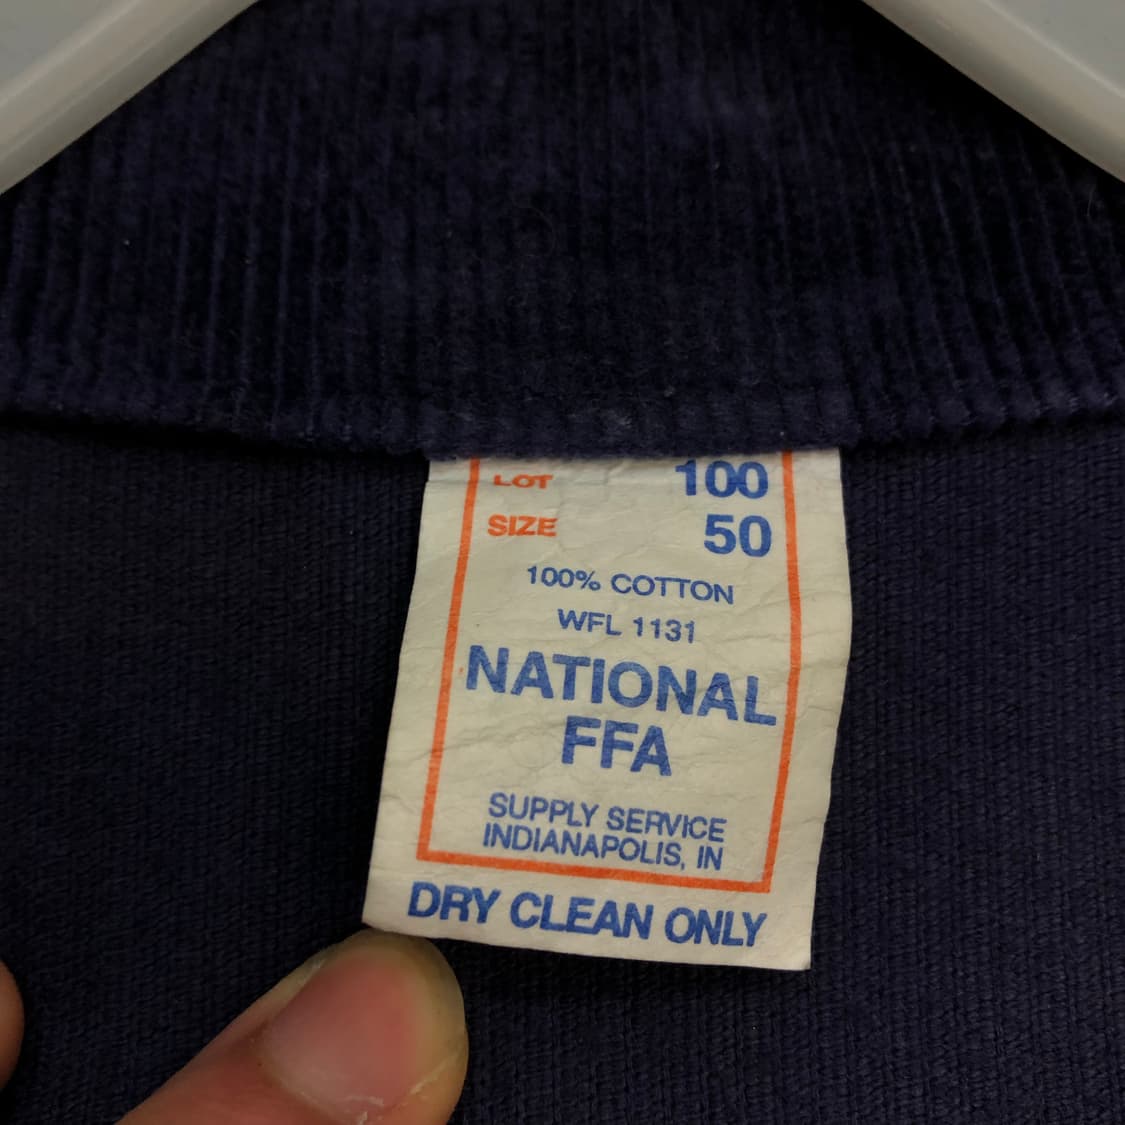 LOT 100
SIZE 50
100% COTTON
WFL 1131
NATIONAL
FFA
SUPPLY SERVICE
INDIANAPOLIS, IN
DRY CLEAN ONLY